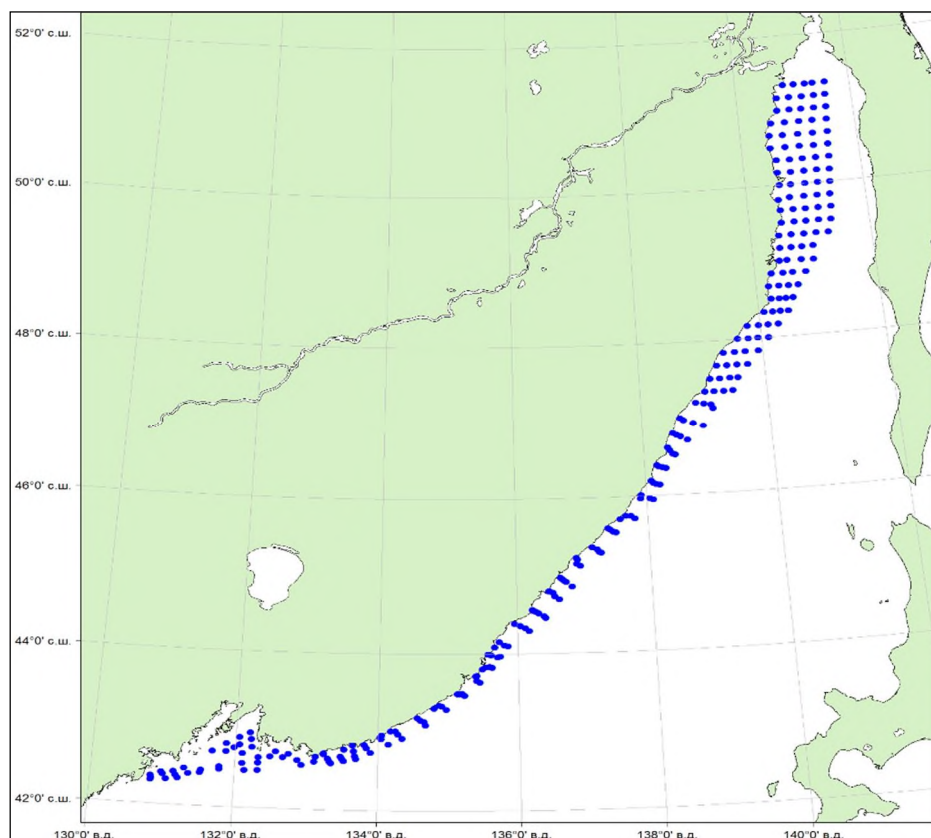 52°0' с.ш.
50°0' с.ш.
48°0' с.ш.
46°0' с.ш.
44°0' с.ш.
42°0' с.ш.
130°0' в.д. 132°0' в.д. 134°0' в.д. 136°0' в.д. 138°0' в.д. 140°0' в.д.